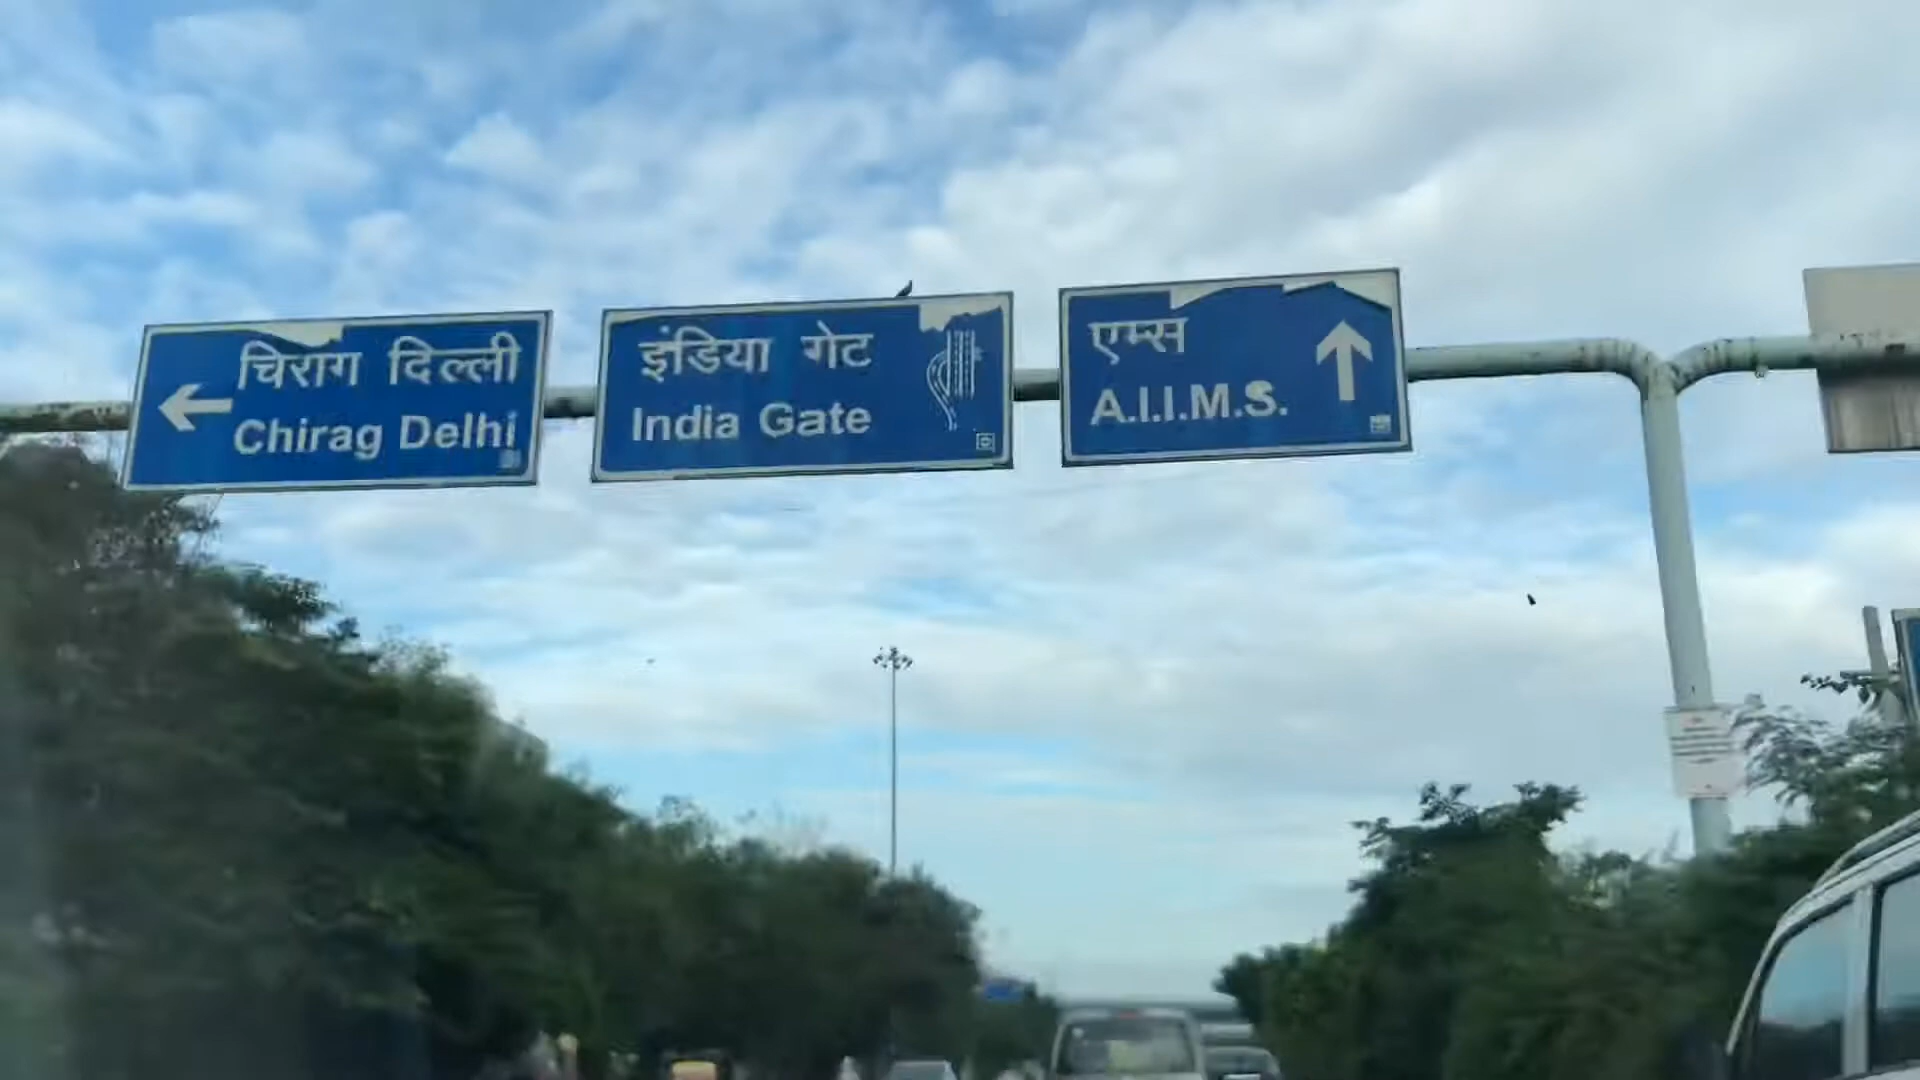 चिराग दिल्ली
Chirag Delhi
इंडिया गेट
India Gate
एम्स
A.I.I.M.S.